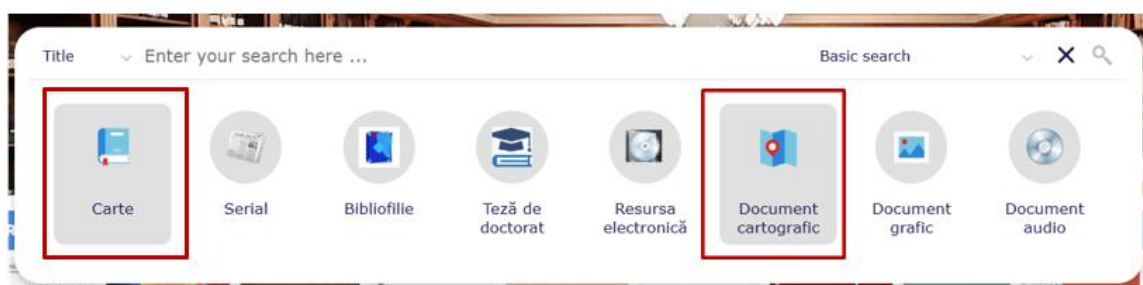 Title Enter your search here ... Basic search
Carte Serial Bibliofilie Teză de doctorat Resursa electronică Document cartografic Document grafic Document audio